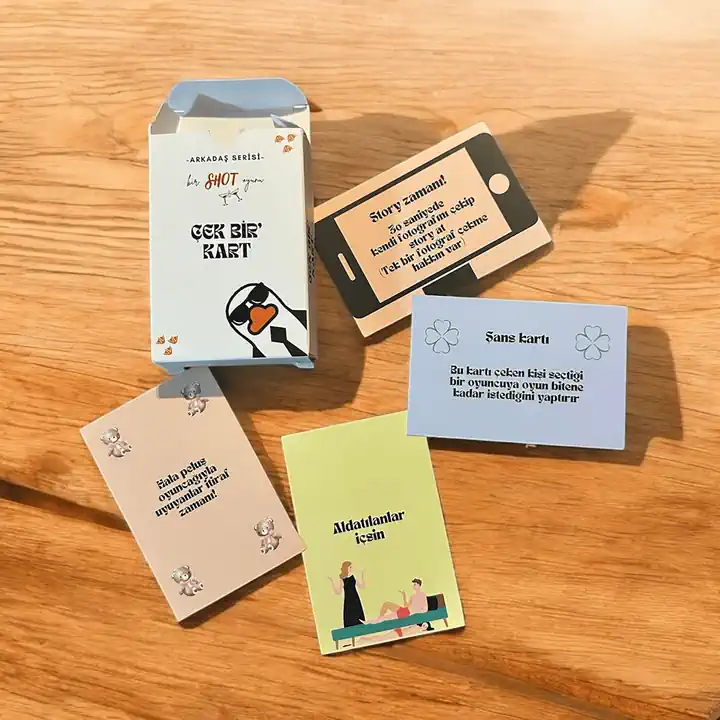 -ARKADAŞ SERİSİ-
bir SHOT oyunu
ÇEK BİR'
KART
Story zamanı!
30 saniyede
kendi fotoğrafını çekip
story at
(Tek bir fotoğraf çekme
hakkın var)
Şans kartı
Bu kartı çeken kişi seçtiği
bir oyuncuya oyun bitene
kadar istediğini yaptırır
Hala peluş
oyuncağıyla
uyuyanlar itiraf
zamanı!
Aldatılanlar
içsin